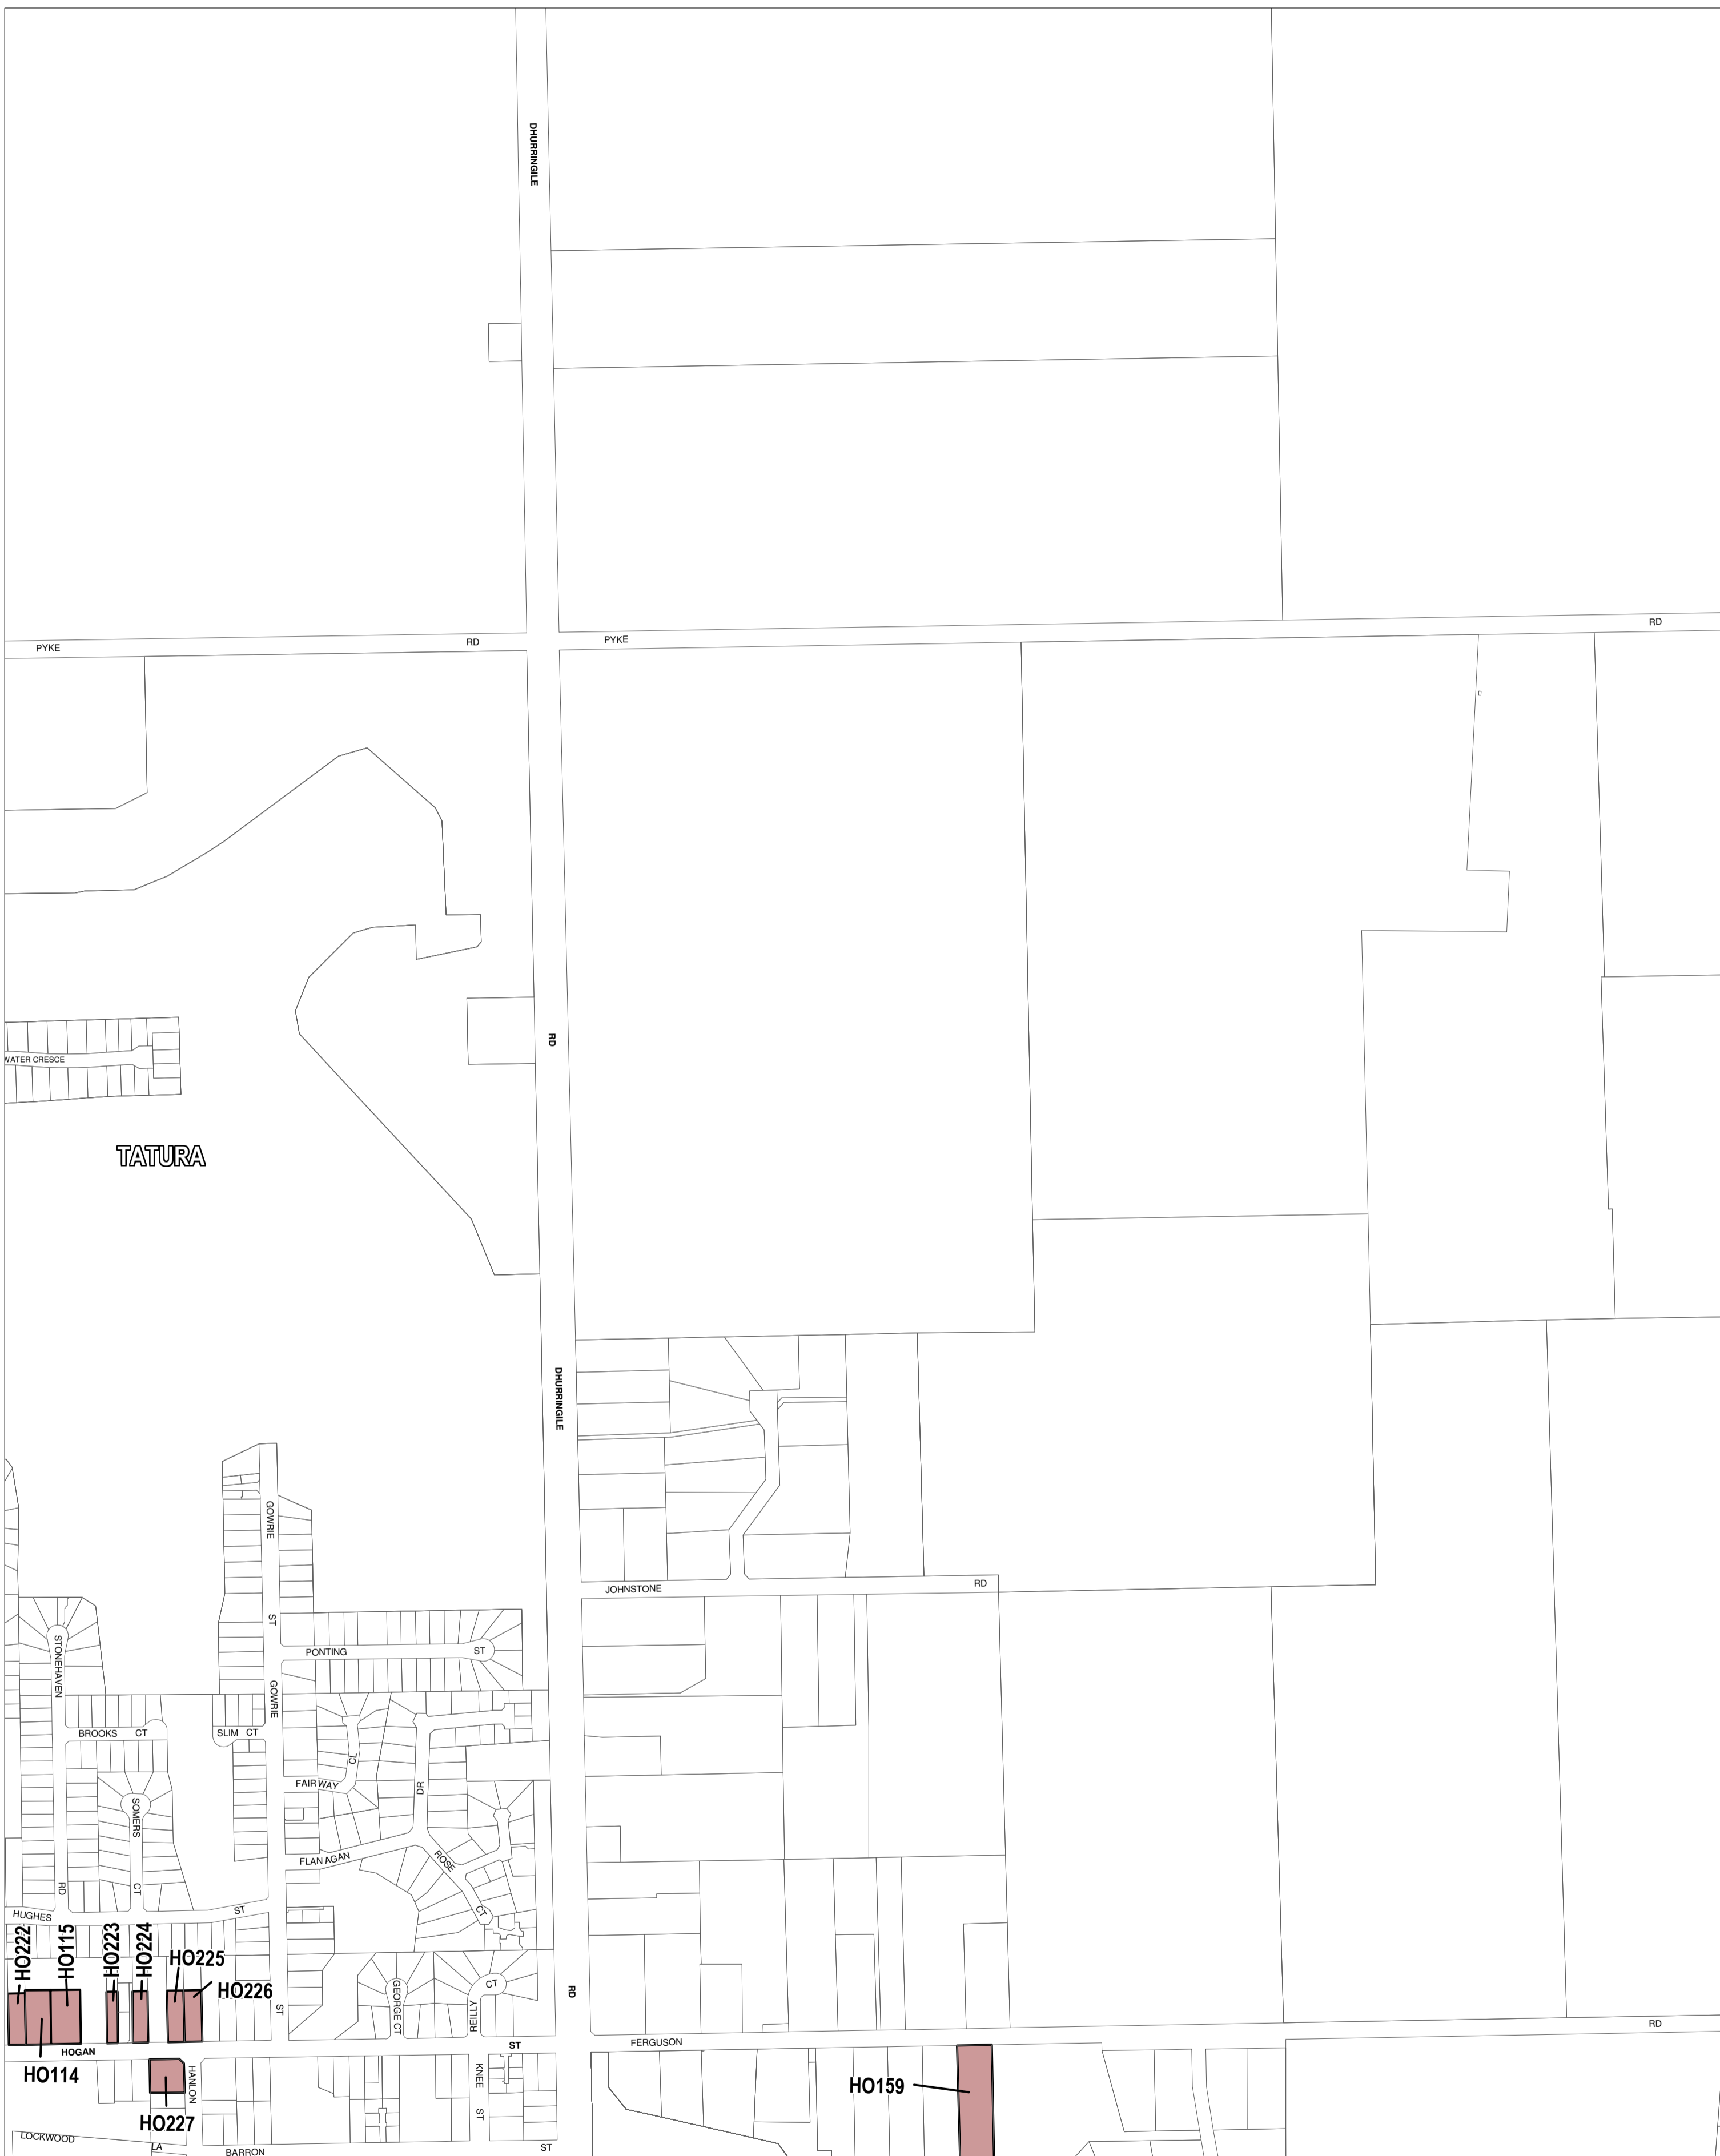 DHURRINGILE
PYKE
RD
PYKE
RD
RD
WATER CRESCE
TATURA
DHURRINGILE
GOWRIE
ST
JOHNSTONE
RD
STONEHAVEN
PONTING
ST
GOWRIE
BROOKS
CT
SLIM
CT
CL
FAIRWAY
RD
SOMERS
CT
FLANAGAN
ROSE
CT
RD
HUGHES
ST
HO222
HO115
HO223
HO224
HO225
HO226
ST
GEORGE CT
CT
REILLY
RD
HOGAN
ST
FERGUSON
RD
HO114
HANLON
KNEE
ST
HO159
HO227
LOCKWOOD
LA
BARRON
ST